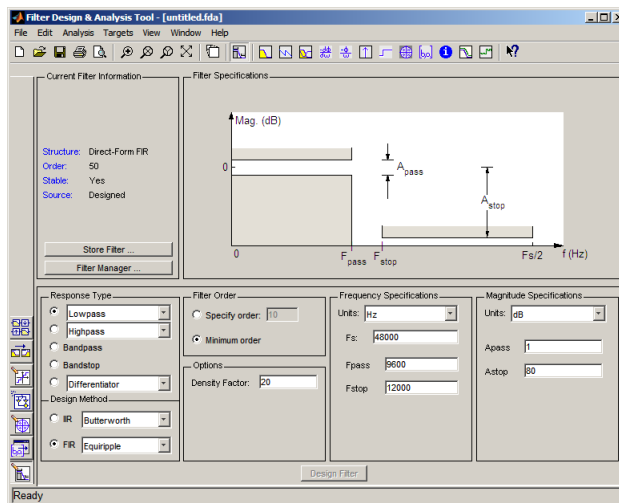 Filter Design & Analysis Tool - [untitled.fda]
File Edit Analysis Targets View Window Help
Current Filter Information
Structure: Direct-Form FIR
Order: 50
Stable: Yes
Source: Designed
Store Filter ...
Filter Manager ...
Filter Specifications
Mag. (dB)
0
A pass
A stop
0
F pass
F stop
Fs/2
f (Hz)
Response Type
Lowpass
Highpass
Bandpass
Bandstop
Differentiator
Design Method
IIR Butterworth
FIR Equiripple
Filter Order
Specify order: 10
Minimum order
Options
Density Factor: 20
Frequency Specifications
Units: Hz
Fs: 48000
Fpass 9600
Fstop 12000
Magnitude Specifications
Units: dB
Apass 1
Astop 80
Design Filter
Ready